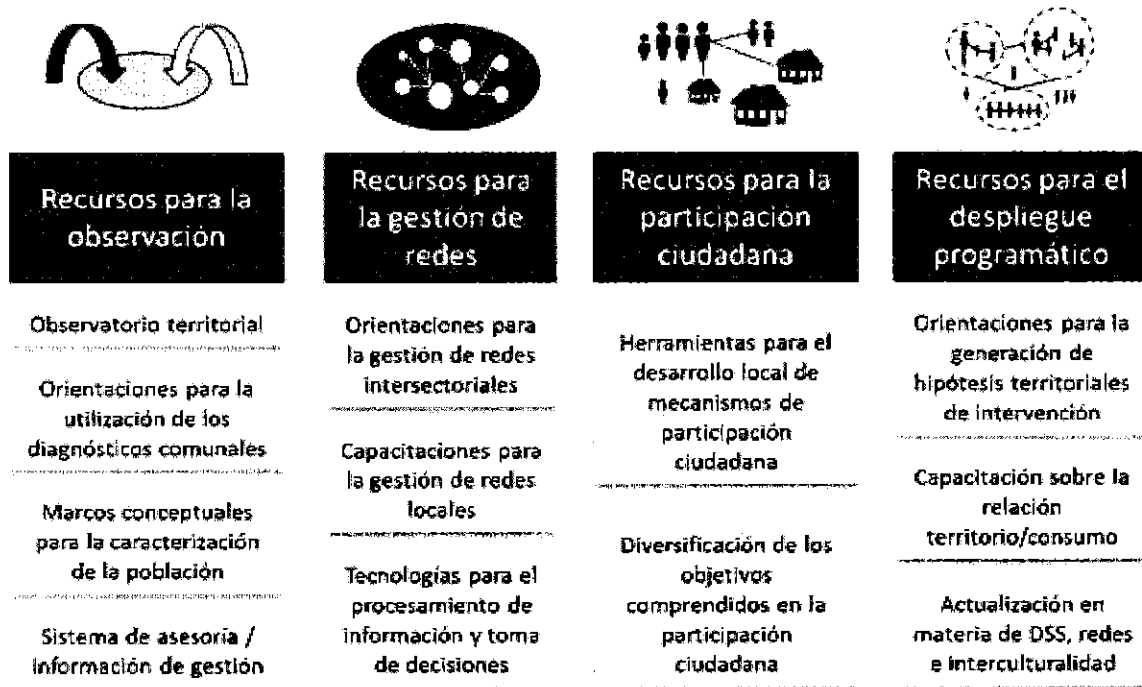 Recursos para la
observación
Observatorio territorial
Orientaciones para la
utilización de los
diagnósticos comunales
Marcos conceptuales
para la caracterización
de la población
Sistema de asesoría /
información de gestión
Recursos para
la gestión de
redes
Orientaciones para
la gestión de redes
intersectoriales
Capacitaciones para
la gestión de redes
locales
Tecnologías para el
procesamiento de
información y toma
de decisiones
Recursos para la
participación
ciudadana
Herramientas para el
desarrollo local de
mecanismos de
participación
ciudadana
Diversificación de los
objetivos
comprendidos en la
participación
ciudadana
Recursos para el
despliegue
programático
Orientaciones para la
generación de
hipótesis territoriales
de intervención
Capacitación sobre la
relación
territorio/consumo
Actualización en
materia de DSS, redes
e interculturalidad